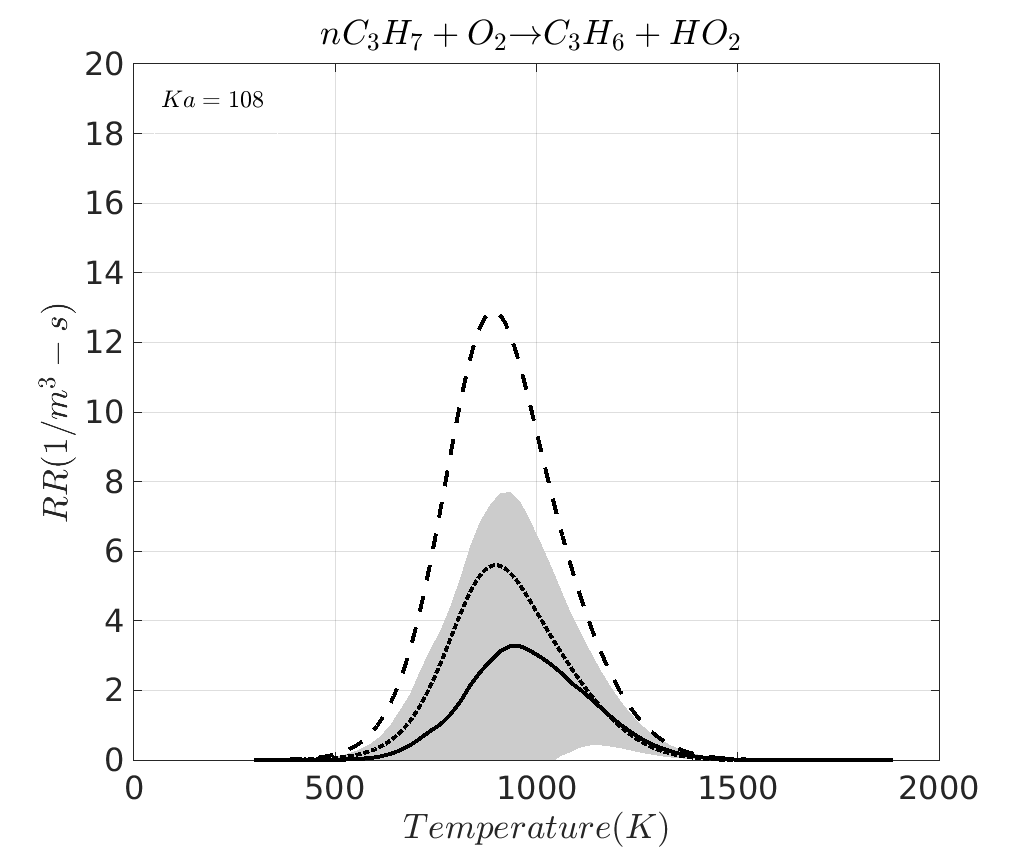 nC₃H₇ + O₂→C₃H₆ + HO₂
Ka = 108
20
18
16
14
12
10
8
6
4
2
0
RR(1/m³ − s)
0 500 1000 1500 2000
Temperature(K)